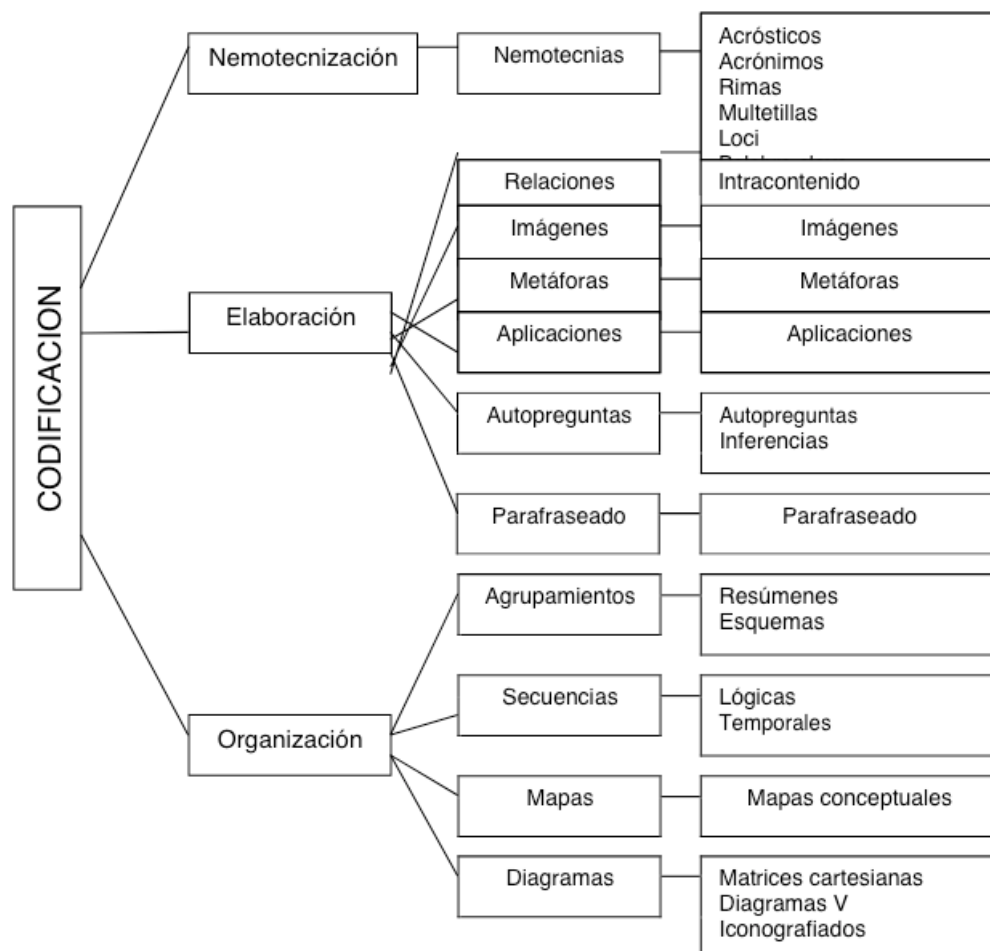 CODIFICACION
Nemotecnización
Nemotecnias
Acrósticos
Acrónimos
Rimas
Multetillas
Loci
Elaboración
Relaciones
Intracontenido
Imágenes
Imágenes
Metáforas
Metáforas
Aplicaciones
Aplicaciones
Autopreguntas
Autopreguntas
Inferencias
Parafraseado
Parafraseado
Organización
Agrupamientos
Resúmenes
Esquemas
Secuencias
Lógicas
Temporales
Mapas
Mapas conceptuales
Diagramas
Matrices cartesianas
Diagramas V
Iconografiados